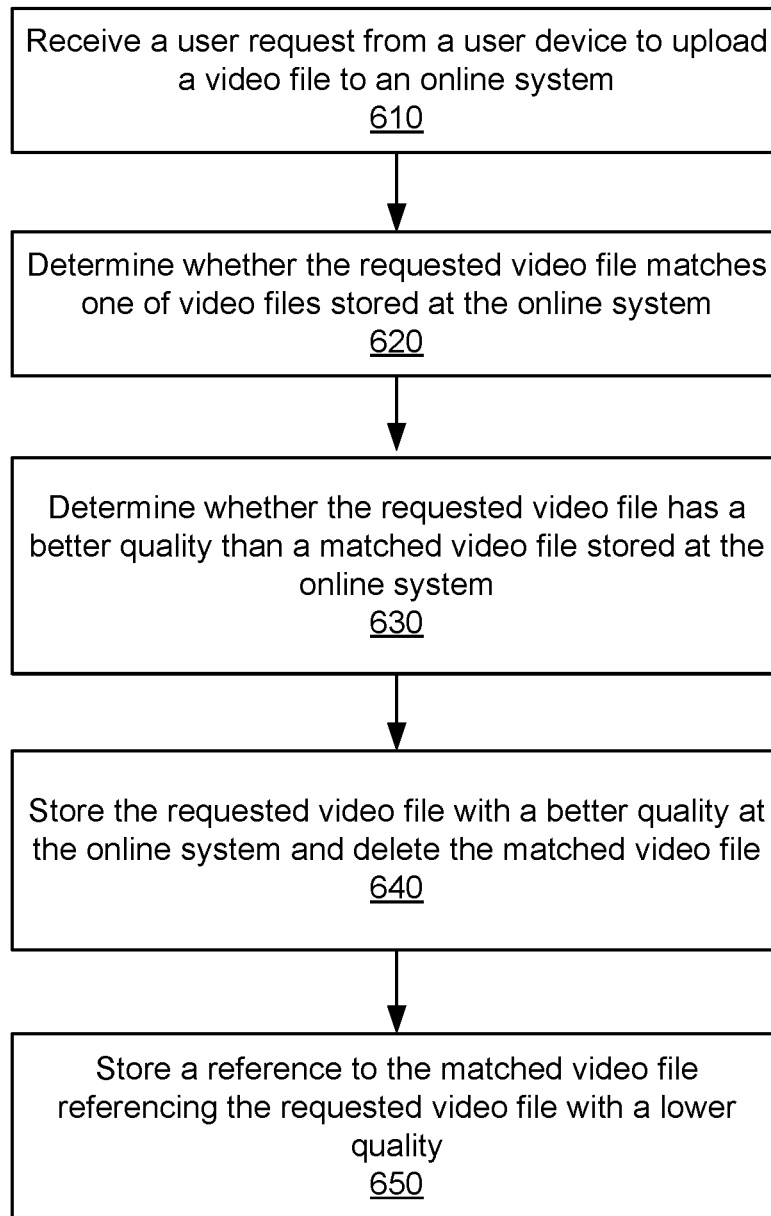 Receive a user request from a user device to upload
a video file to an online system
610
Determine whether the requested video file matches
one of video files stored at the online system
620
Determine whether the requested video file has a
better quality than a matched video file stored at the
online system
630
Store the requested video file with a better quality at
the online system and delete the matched video file
640
Store a reference to the matched video file
referencing the requested video file with a lower
quality
650